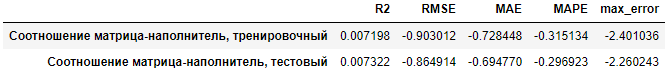 R2 RMSE MAE MAPE max_error
Соотношение матрица-наполнитель, тренировочный 0.007198 -0.903012 -0.728448 -0.315134 -2.401036
Соотношение матрица-наполнитель, тестовый 0.007322 -0.864914 -0.694770 -0.296923 -2.260243